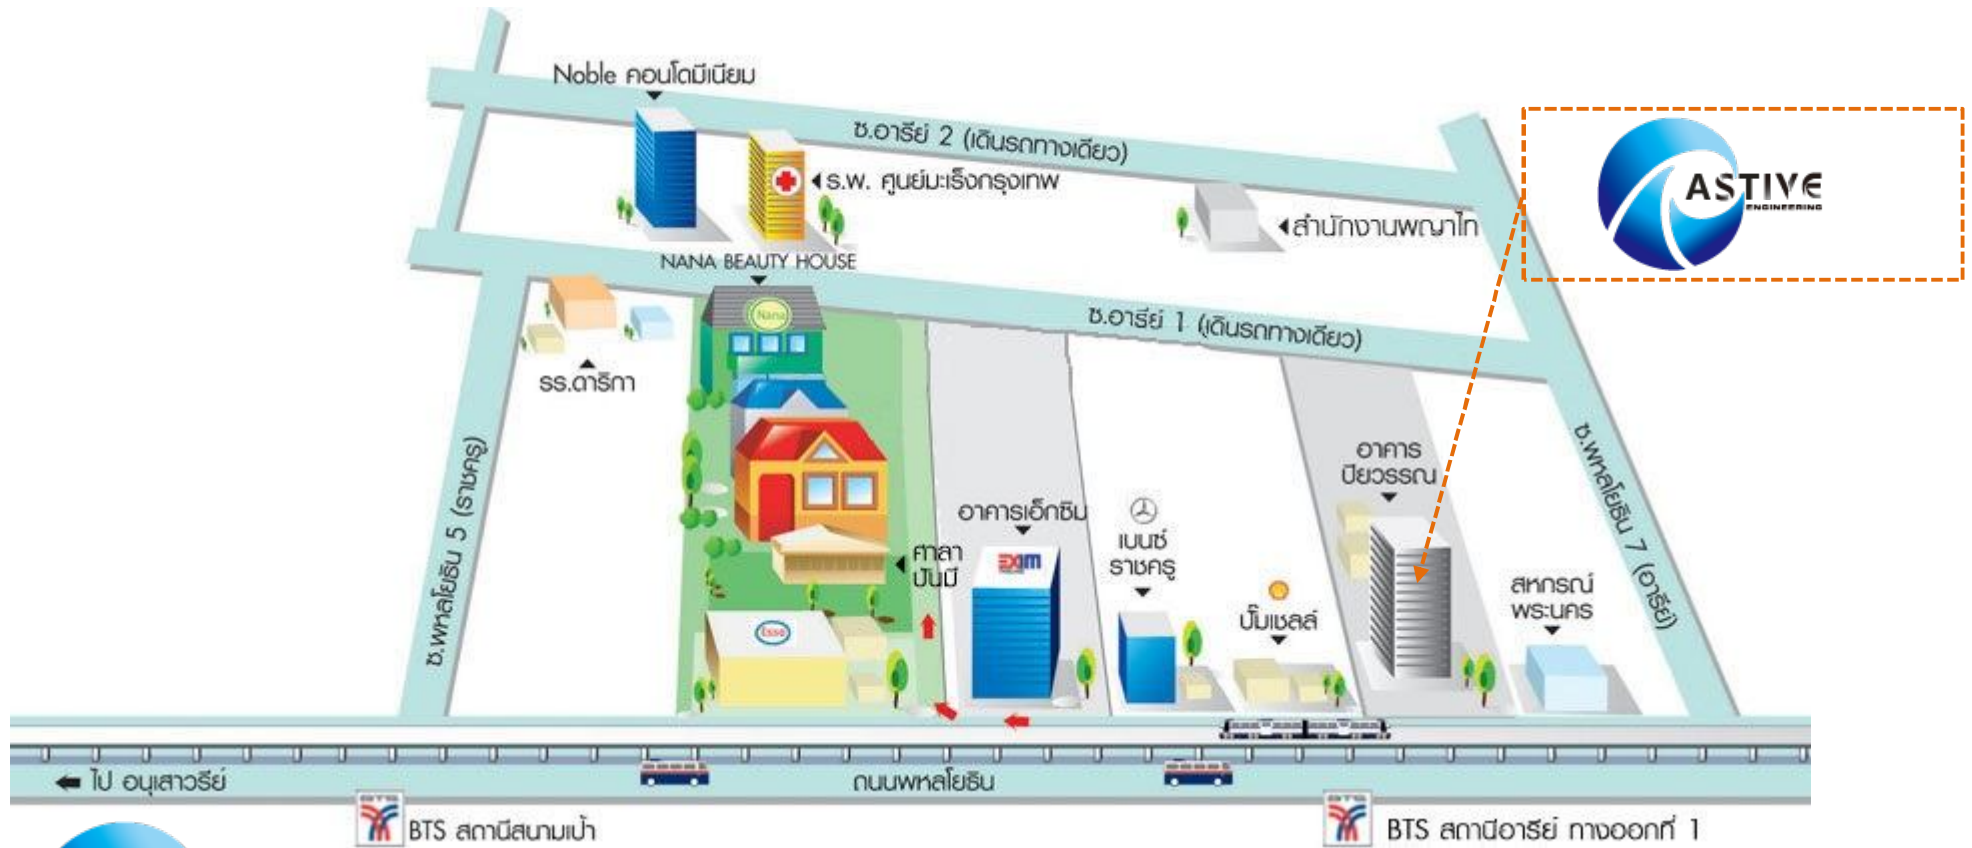 Noble คอนโดมีเนียม
ซ.อารีย์ 2 (เดินรถทางเดียว)
ร.พ. ศูนย์มะเร็งกรุงเทพ
สำนักงานพญาไท
ASTIVE
ENGINEERING
NANA BEAUTY HOUSE
Nana
ซ.อารีย์ 1 (เดินรถทางเดียว)
รร.ดาริกา
ซ.พหลโยธิน 5 (ราชครู)
ซ.พหลโยธิน 7 (อารีย์)
อาคาร
ปิยวรรณ
อาคารเอ็กซิม
EXIM
เบนซ์
ราชครู
ศาลา
ปันมี
ปั๊มเชลล์
สหกรณ์
พระนคร
Esso
ไป อนุเสาวรีย์
ถนนพหลโยธิน
BTS
BTS สถานีสนามเป้า
BTS
BTS สถานีอารีย์ ทางออกที่ 1